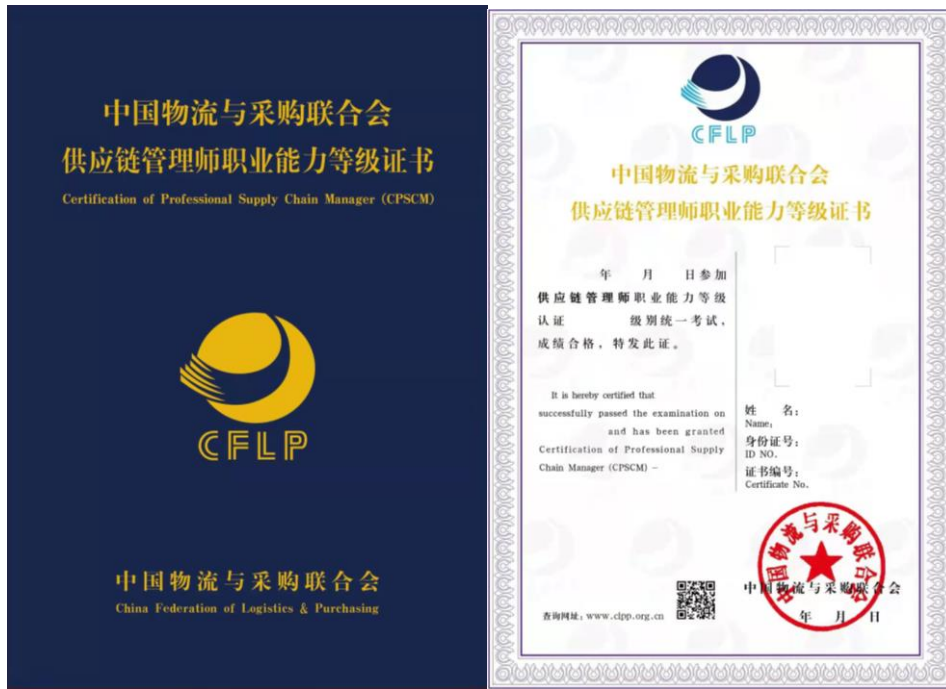 中国物流与采购联合会
供应链管理师职业能力等级证书
Certification of Professional Supply Chain Manager (CPSCM)
CFLP
中国物流与采购联合会
China Federation of Logistics & Purchasing
CFLP
中国物流与采购联合会
供应链管理师职业能力等级证书
年 月 日参加
供应链管理师职业能力等级
认证 级别统一考试，
成绩合格，特发此证。
It is hereby certified that
successfully passed the examination on
and has been granted
Certification of Professional Supply
Chain Manager (CPSCM) –
姓 名：
Name:
身份证号：
ID NO.
证书编号：
Certificate No.
中国物流与采购联合会
中国物流与采购联合会
年 月 日
查询网址：www.clpp.org.cn